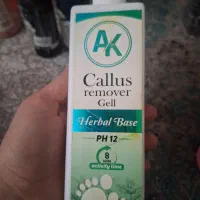 AK
Callus
remover
Gell
Herbal Base
PH 12
8
activity time